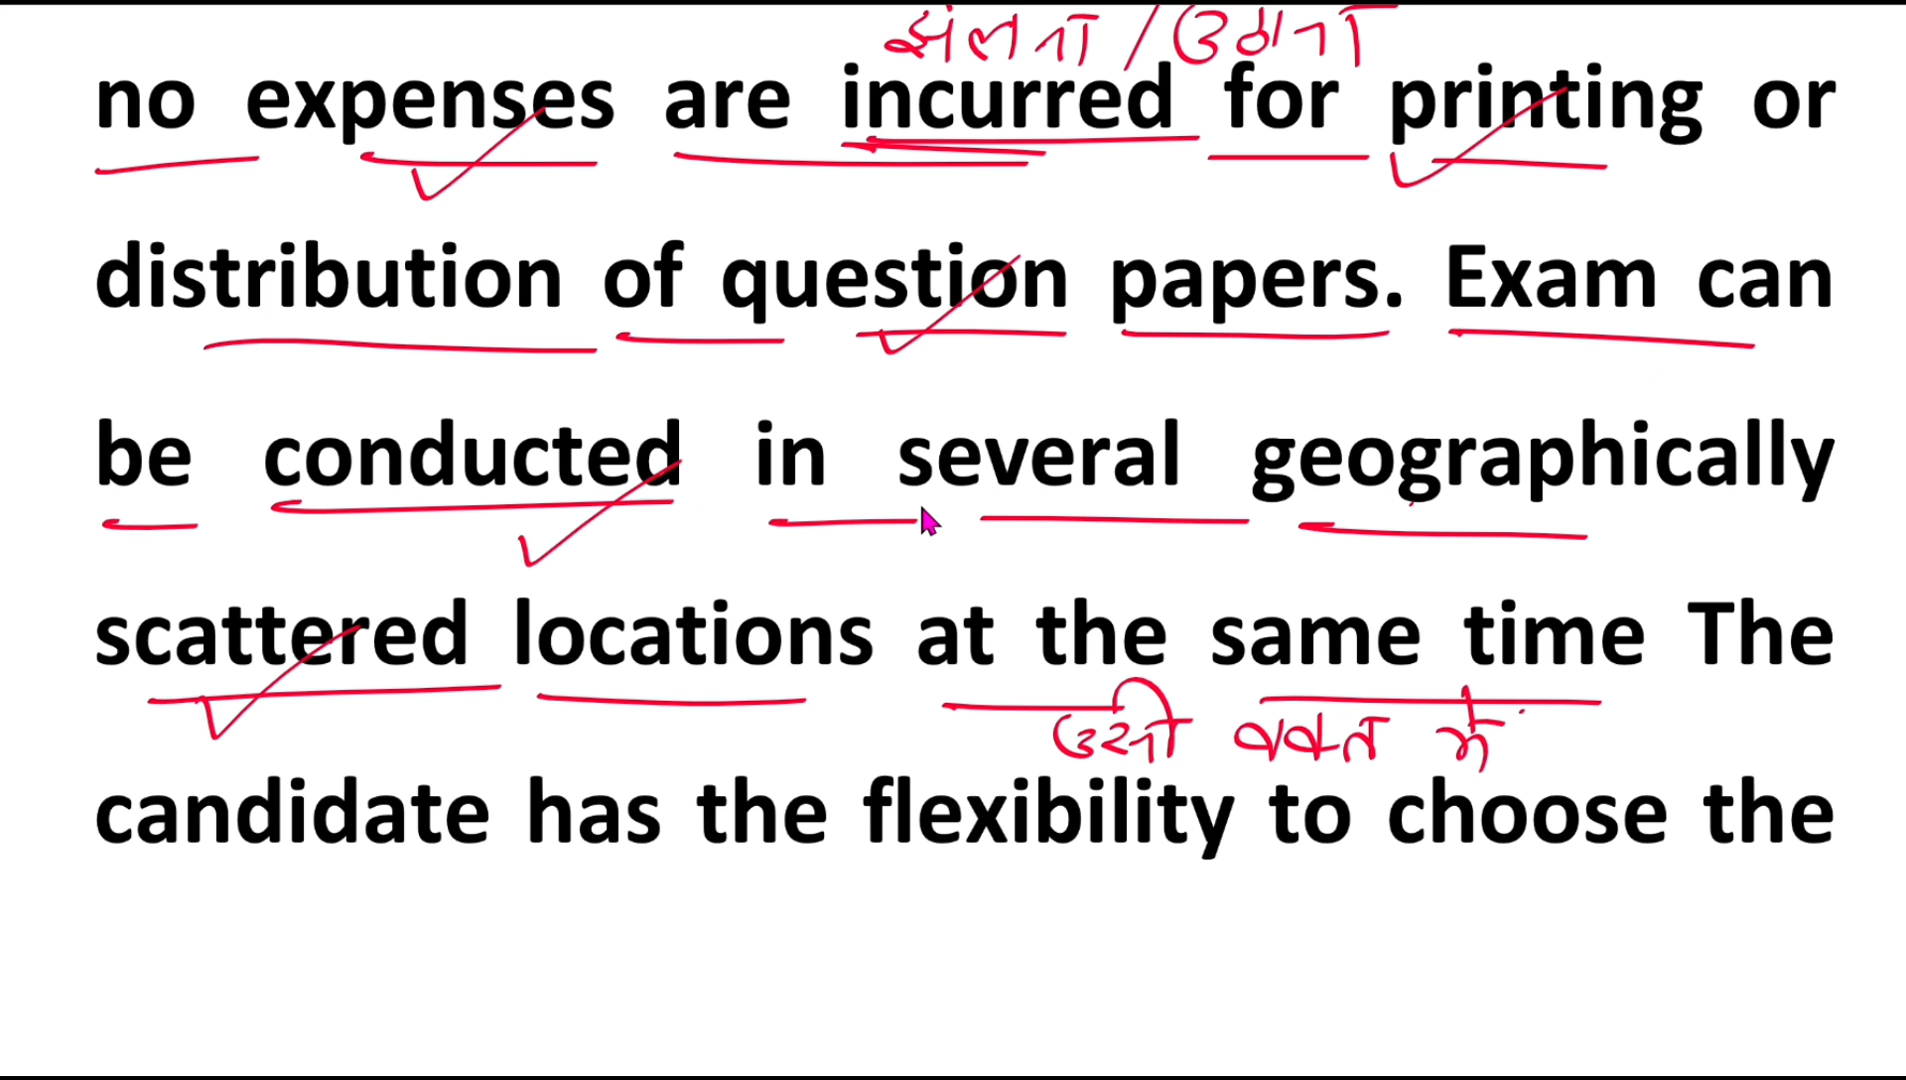 झेलना / उठाना
no expenses are incurred for printing or
distribution of question papers. Exam can
be conducted in several geographically
scattered locations at the same time The
उसी वक्त में
candidate has the flexibility to choose the